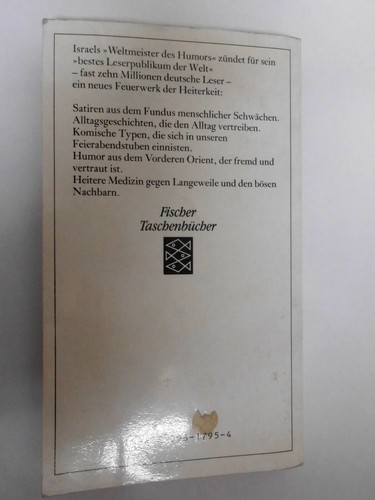 Israels »Weltmeister des Humors« zündet für sein
»bestes Leserpublikum der Welt«
– fast zehn Millionen deutsche Leser –
ein neues Feuerwerk der Heiterkeit:
Satiren aus dem Fundus menschlicher Schwächen.
Alltagsgeschichten, die den Alltag vertreiben.
Komische Typen, die sich in unseren
Feierabendstuben einnisten.
Humor aus dem Vorderen Orient, der fremd und
vertraut ist.
Heitere Medizin gegen Langeweile und den bösen
Nachbarn.
Fischer
Taschenbücher
-1795-4